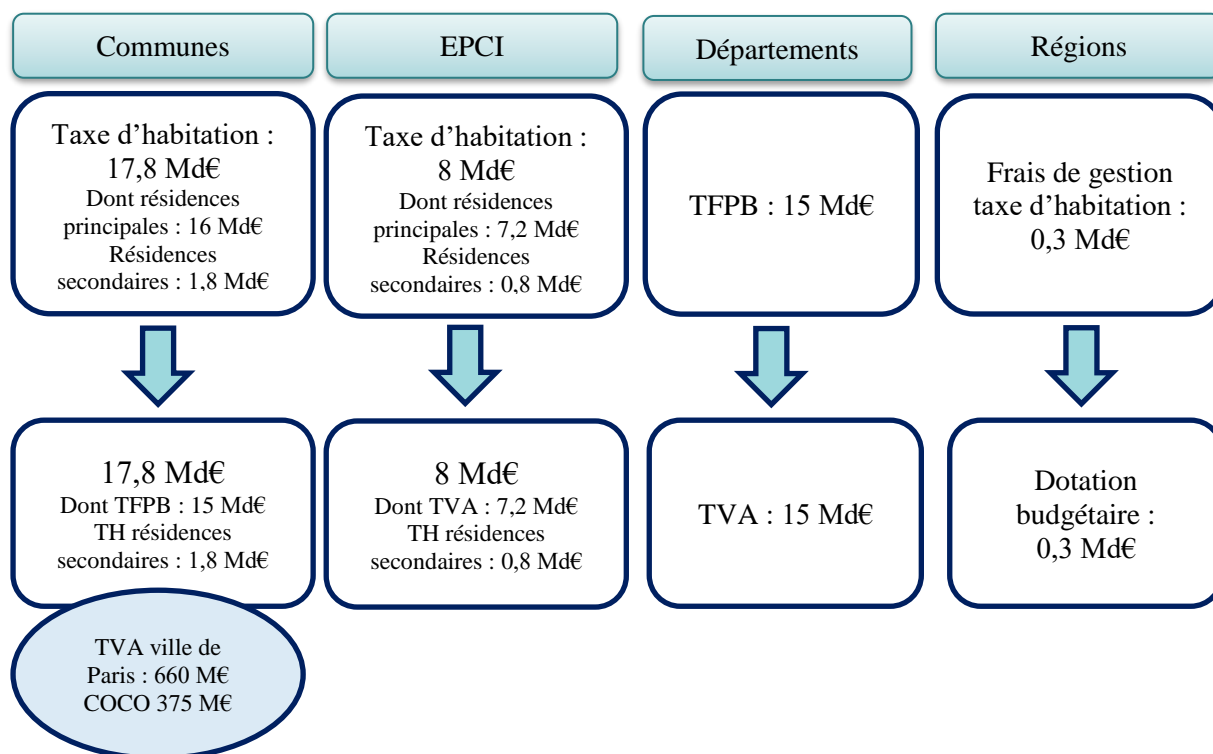 Communes
EPCI
Départements
Régions
Taxe d'habitation :
17,8 Md€
Dont résidences
principales : 16 Md€
Résidences
secondaires : 1,8 Md€
Taxe d'habitation :
8 Md€
Dont résidences
principales : 7,2 Md€
Résidences
secondaires : 0,8 Md€
TFPB : 15 Md€
Frais de gestion
taxe d'habitation :
0,3 Md€
17,8 Md€
Dont TFPB : 15 Md€
TH résidences
secondaires : 1,8 Md€
8 Md€
Dont TVA : 7,2 Md€
TH résidences
secondaires : 0,8 Md€
TVA : 15 Md€
Dotation
budgétaire :
0,3 Md€
TVA ville de
Paris : 660 M€
COCO 375 M€